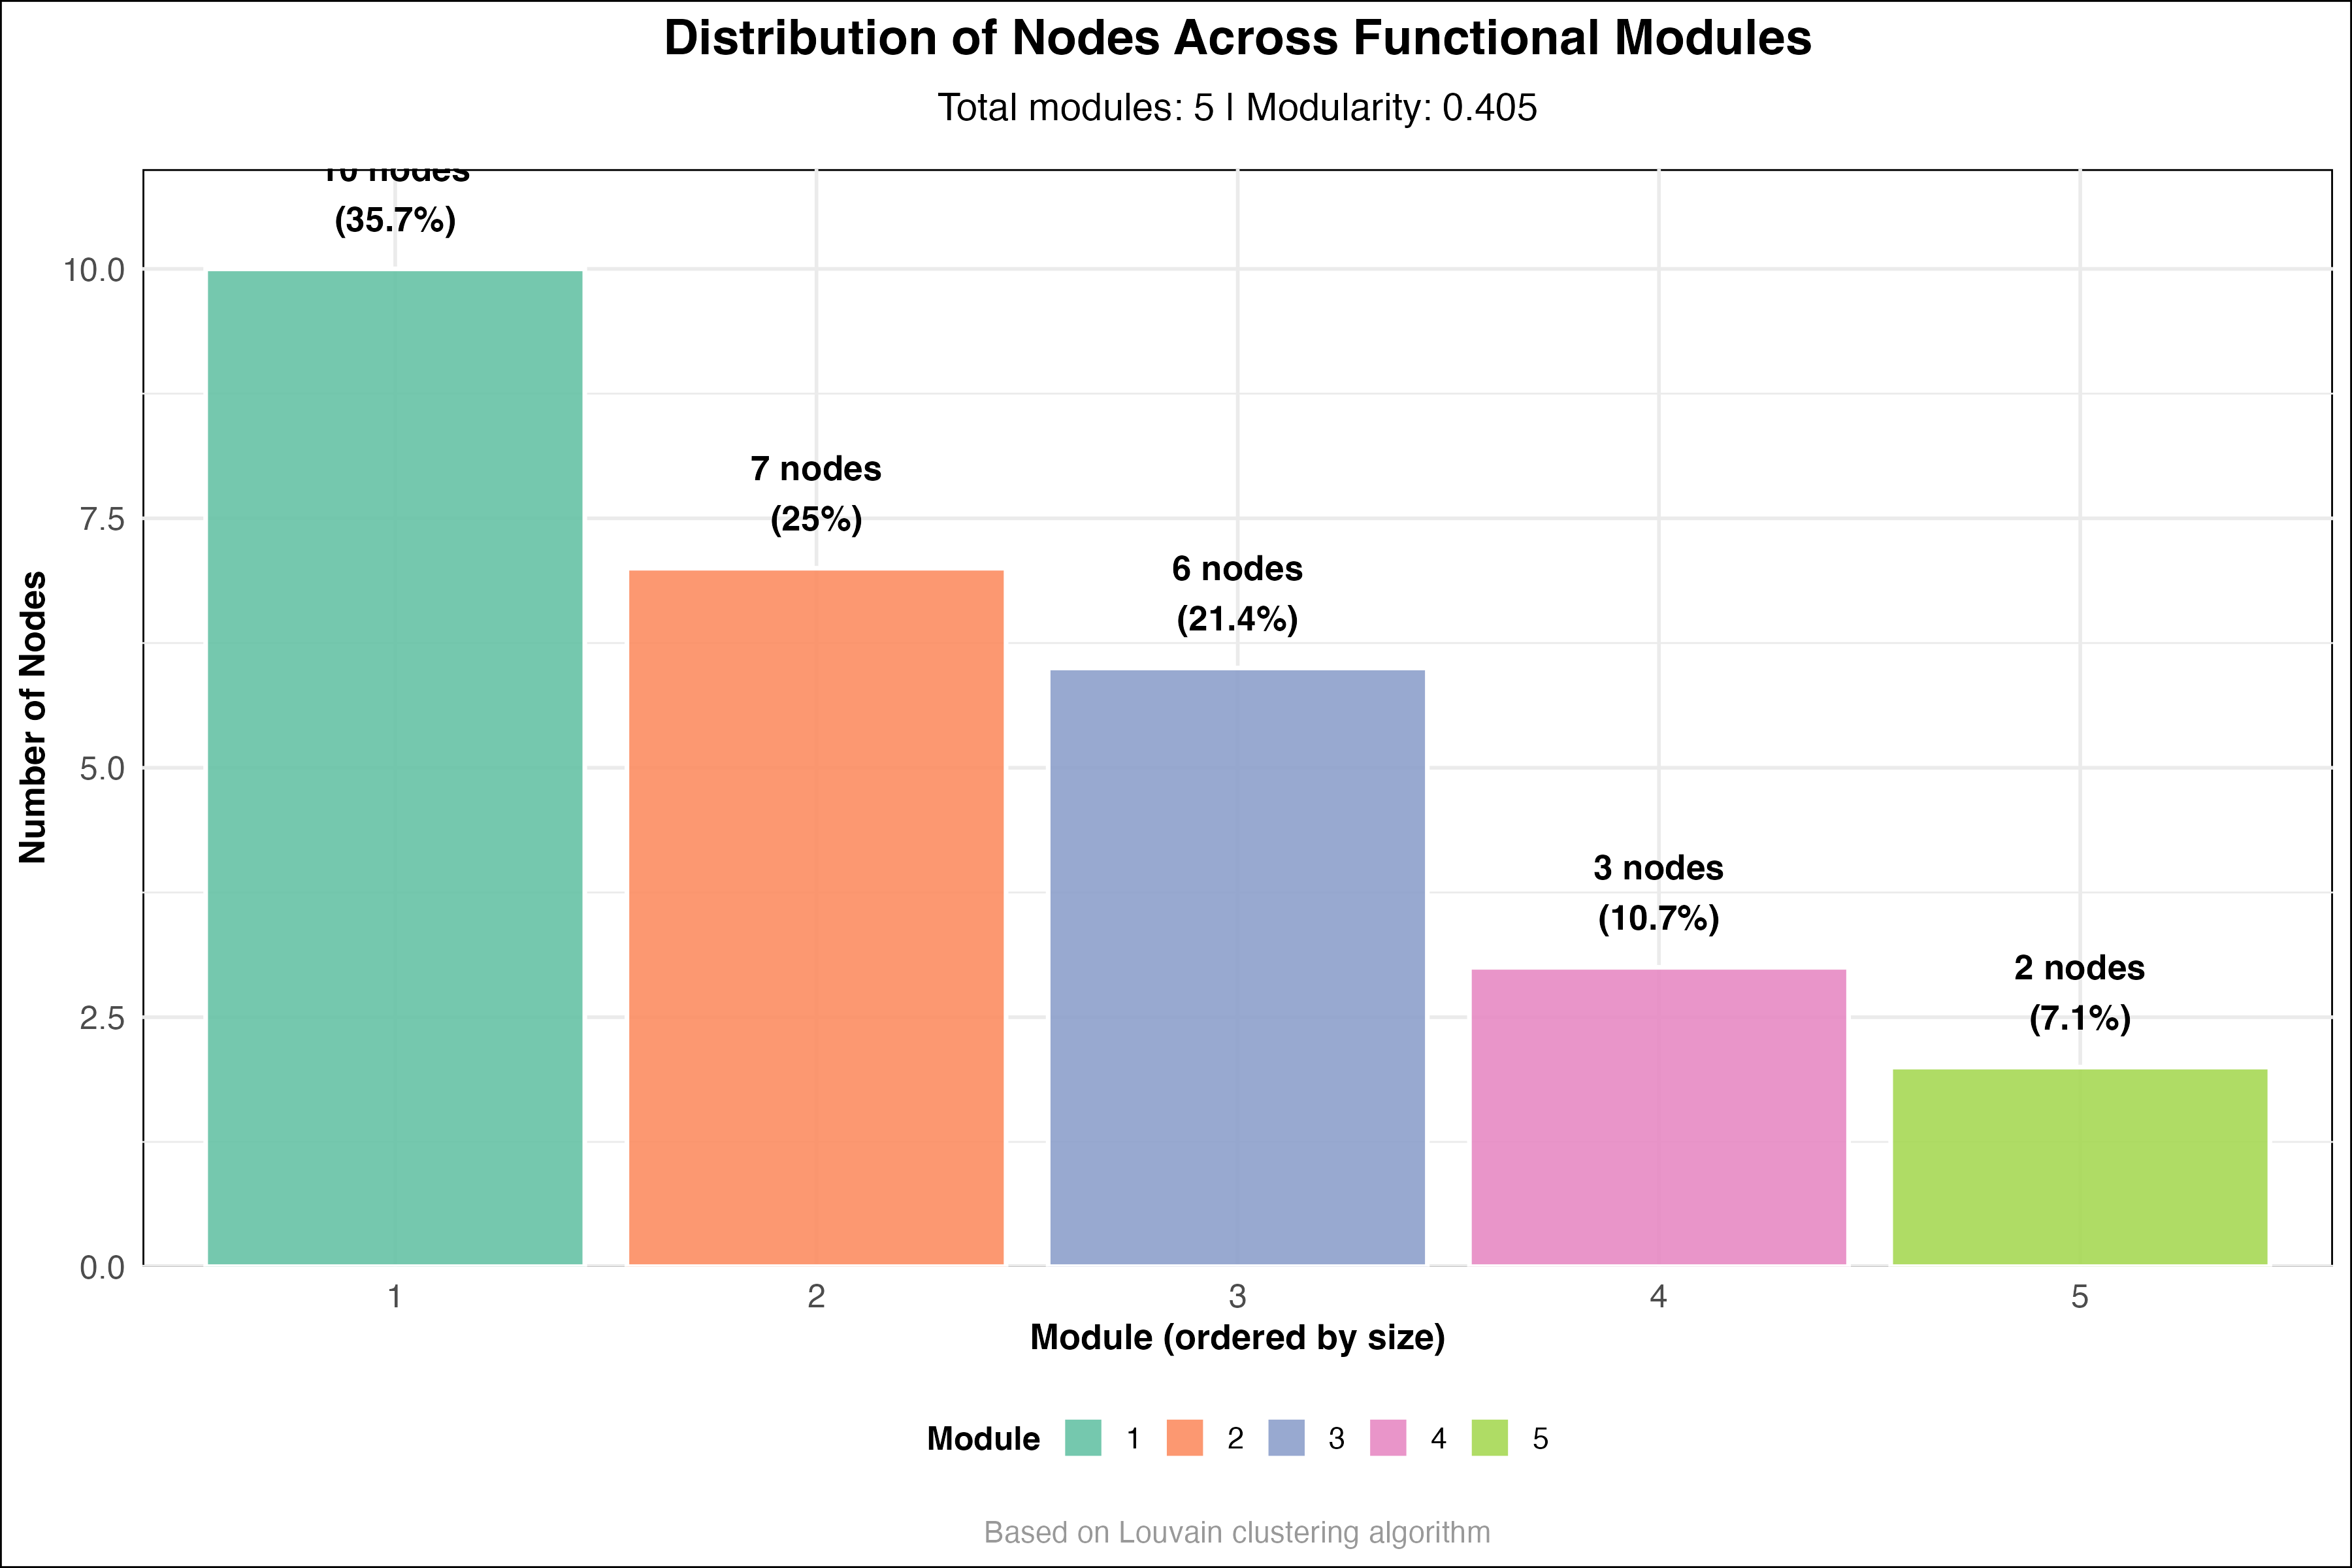 Distribution of Nodes Across Functional Modules
Total modules: 5 | Modularity: 0.405
10 nodes
(35.7%)
10.0
7 nodes
(25%)
7.5
6 nodes
(21.4%)
5.0
3 nodes
(10.7%)
2 nodes
(7.1%)
2.5
0.0
Number of Nodes
1 2 3 4 5
Module (ordered by size)
Module 1 2 3 4 5
Based on Louvain clustering algorithm